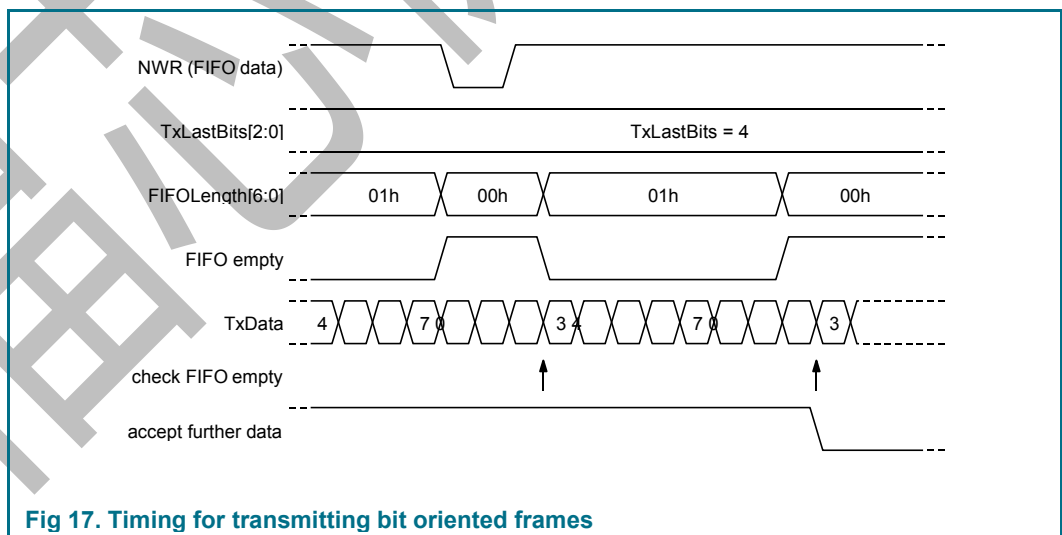 NWR (FIFO data)
TxLastBits[2:0]
TxLastBits = 4
FIFOLength[6:0]
01h
00h
01h
00h
FIFO empty
TxData
4
7 0
3 4
7 0
3
check FIFO empty
accept further data
Fig 17. Timing for transmitting bit oriented frames